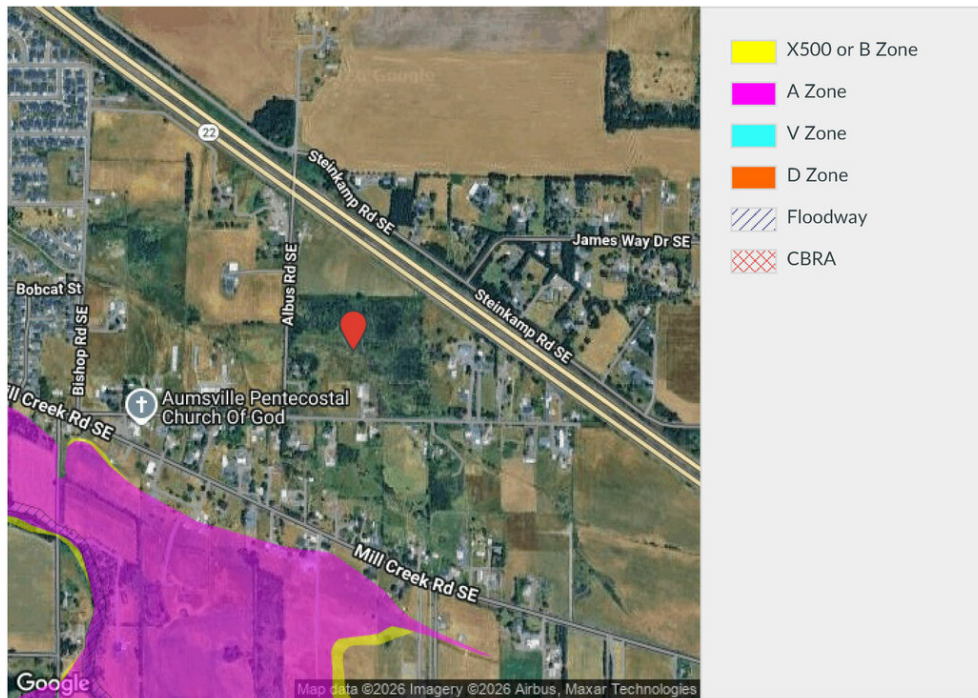 22
Steinkamp Rd SE
James Way Dr SE
Albus Rd SE
Bobcat St
Bishop Rd SE
Steinkamp Rd SE
Aumsville Pentecostal
Church Of God
ill Creek Rd SE
Mill Creek Rd SE
Google
Map data ©2026 Imagery ©2026 Airbus, Maxar Technologies
X500 or B Zone
A Zone
V Zone
D Zone
Floodway
CBRA